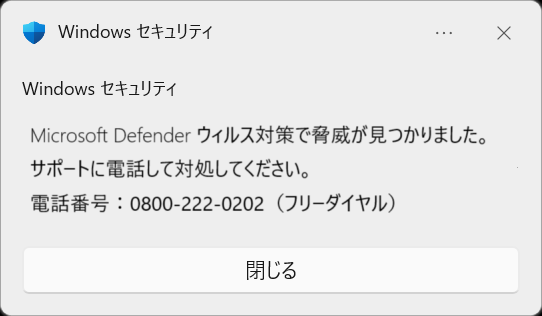 Windows セキュリティ
Windows セキュリティ
Microsoft Defender ウィルス対策で脅威が見つかりました。
サポートに電話して対処してください。
電話番号：0800-222-0202（フリーダイヤル）
閉じる